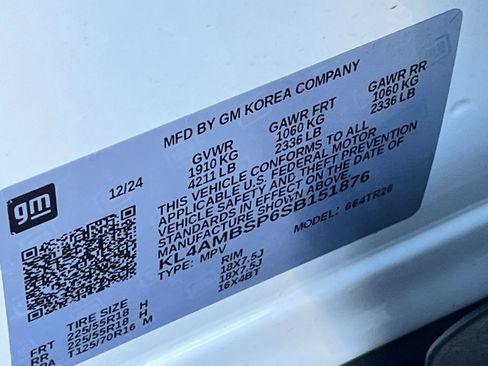 MFD BY GM KOREA COMPANY
gm
12/24
GVWR
1910 KG
4211 LB
GAWR FRT
1060 KG
2336 LB
GAWR RR
1060 KG
2336 LB
THIS VEHICLE CONFORMS TO ALL
APPLICABLE U.S. FEDERAL MOTOR
VEHICLE SAFETY AND THEFT PREVENTION
STANDARDS IN EFFECT ON THE DATE OF
MANUFACTURE SHOWN ABOVE.
KL4AMBSP6SB151876
TYPE: MPV
MODEL: 664TR26
TIRE SIZE
RIM
FRT 225/55R18 H 18X7.5J
RR 225/55R18 H 18X7.5J
T125/70R16 M 16X4BT